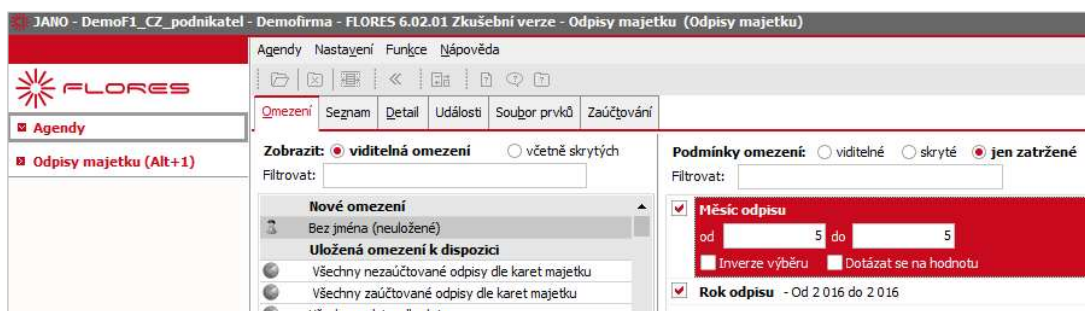 JANO - DemoF1_CZ_podnikatel - Demofirma - FLORES 6.02.01 Zkušební verze - Odpisy majetku (Odpisy majetku)
Agendy Nastavení Funkce Nápověda
FLORES
Agendy
Odpisy majetku (Alt+1)
Omezení Seznam Detail Události Soubor prvků Zaúčtování
Zobrazit: viditelná omezení včetně skrytých
Filtrovat:
Nové omezení
Bez jména (neuložené)
Uložená omezení k dispozici
Všechny nezaúčtované odpisy dle karet majetku
Všechny zaúčtované odpisy dle karet majetku
Podmínky omezení: viditelné skryté jen zatržené
Filtrovat:
Měsíc odpisu
od 5 do 5
Inverze výběru Dotázat se na hodnotu
Rok odpisu - Od 2 016 do 2 016